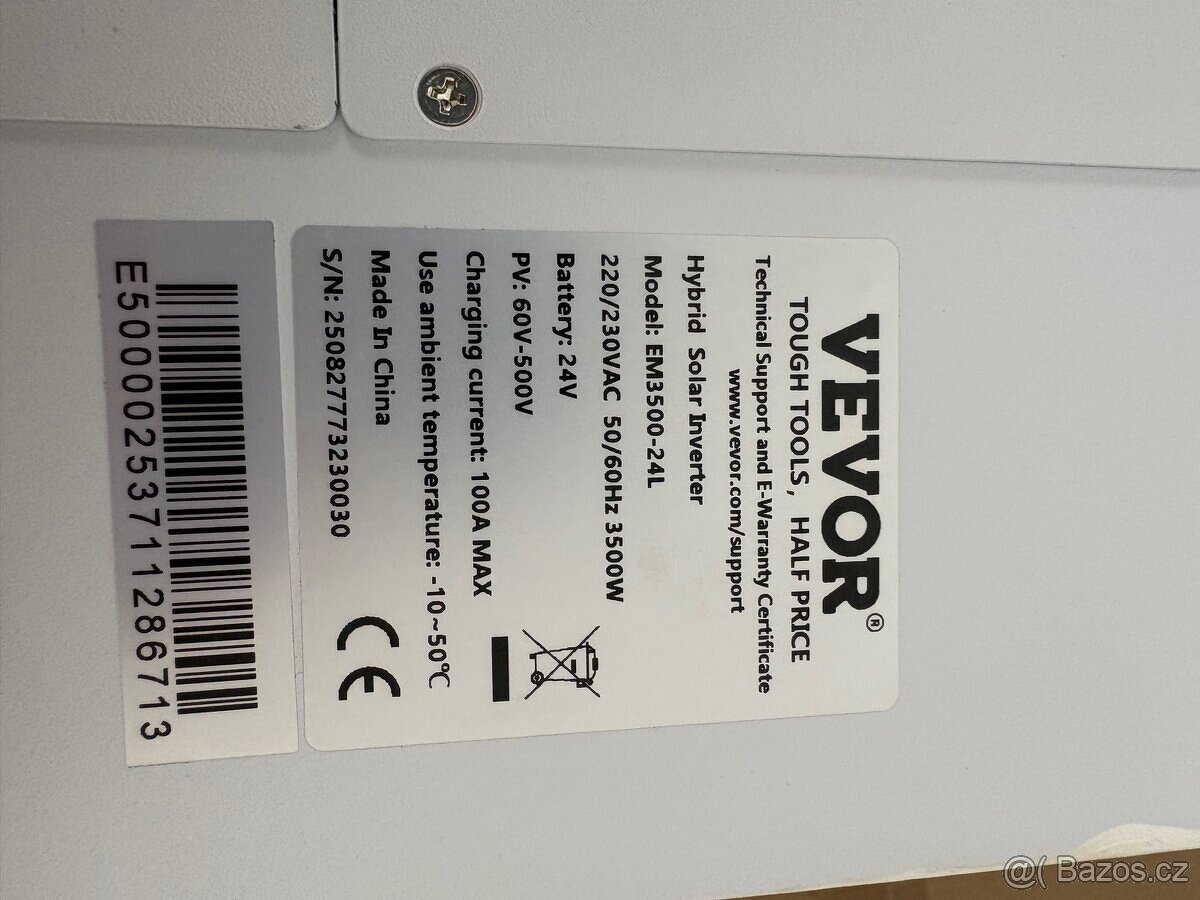 VEVOR®
TOUGH TOOLS, HALF PRICE
Technical Support and E-Warranty Certificate
www.vevor.com/support
Hybrid Solar Inverter
Model: EM3500-24L
220/230VAC 50/60Hz 3500W
Battery: 24V
PV: 60V-500V
Charging current: 100A MAX
Use ambient temperature: -10~50℃
Made In China
S/N: 250827773230030
CE
E50000253711286713
@( Bazos.cz